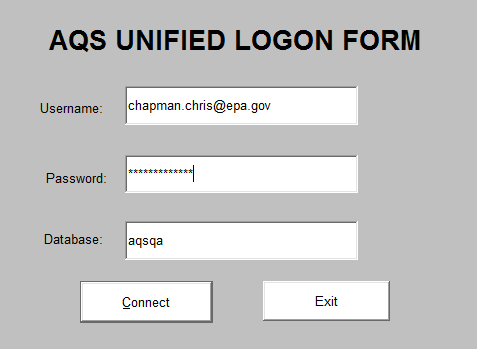 AQS UNIFIED LOGON FORM
Username: chapman.chris@epa.gov
Password: *************
Database: aqsqa
Connect Exit